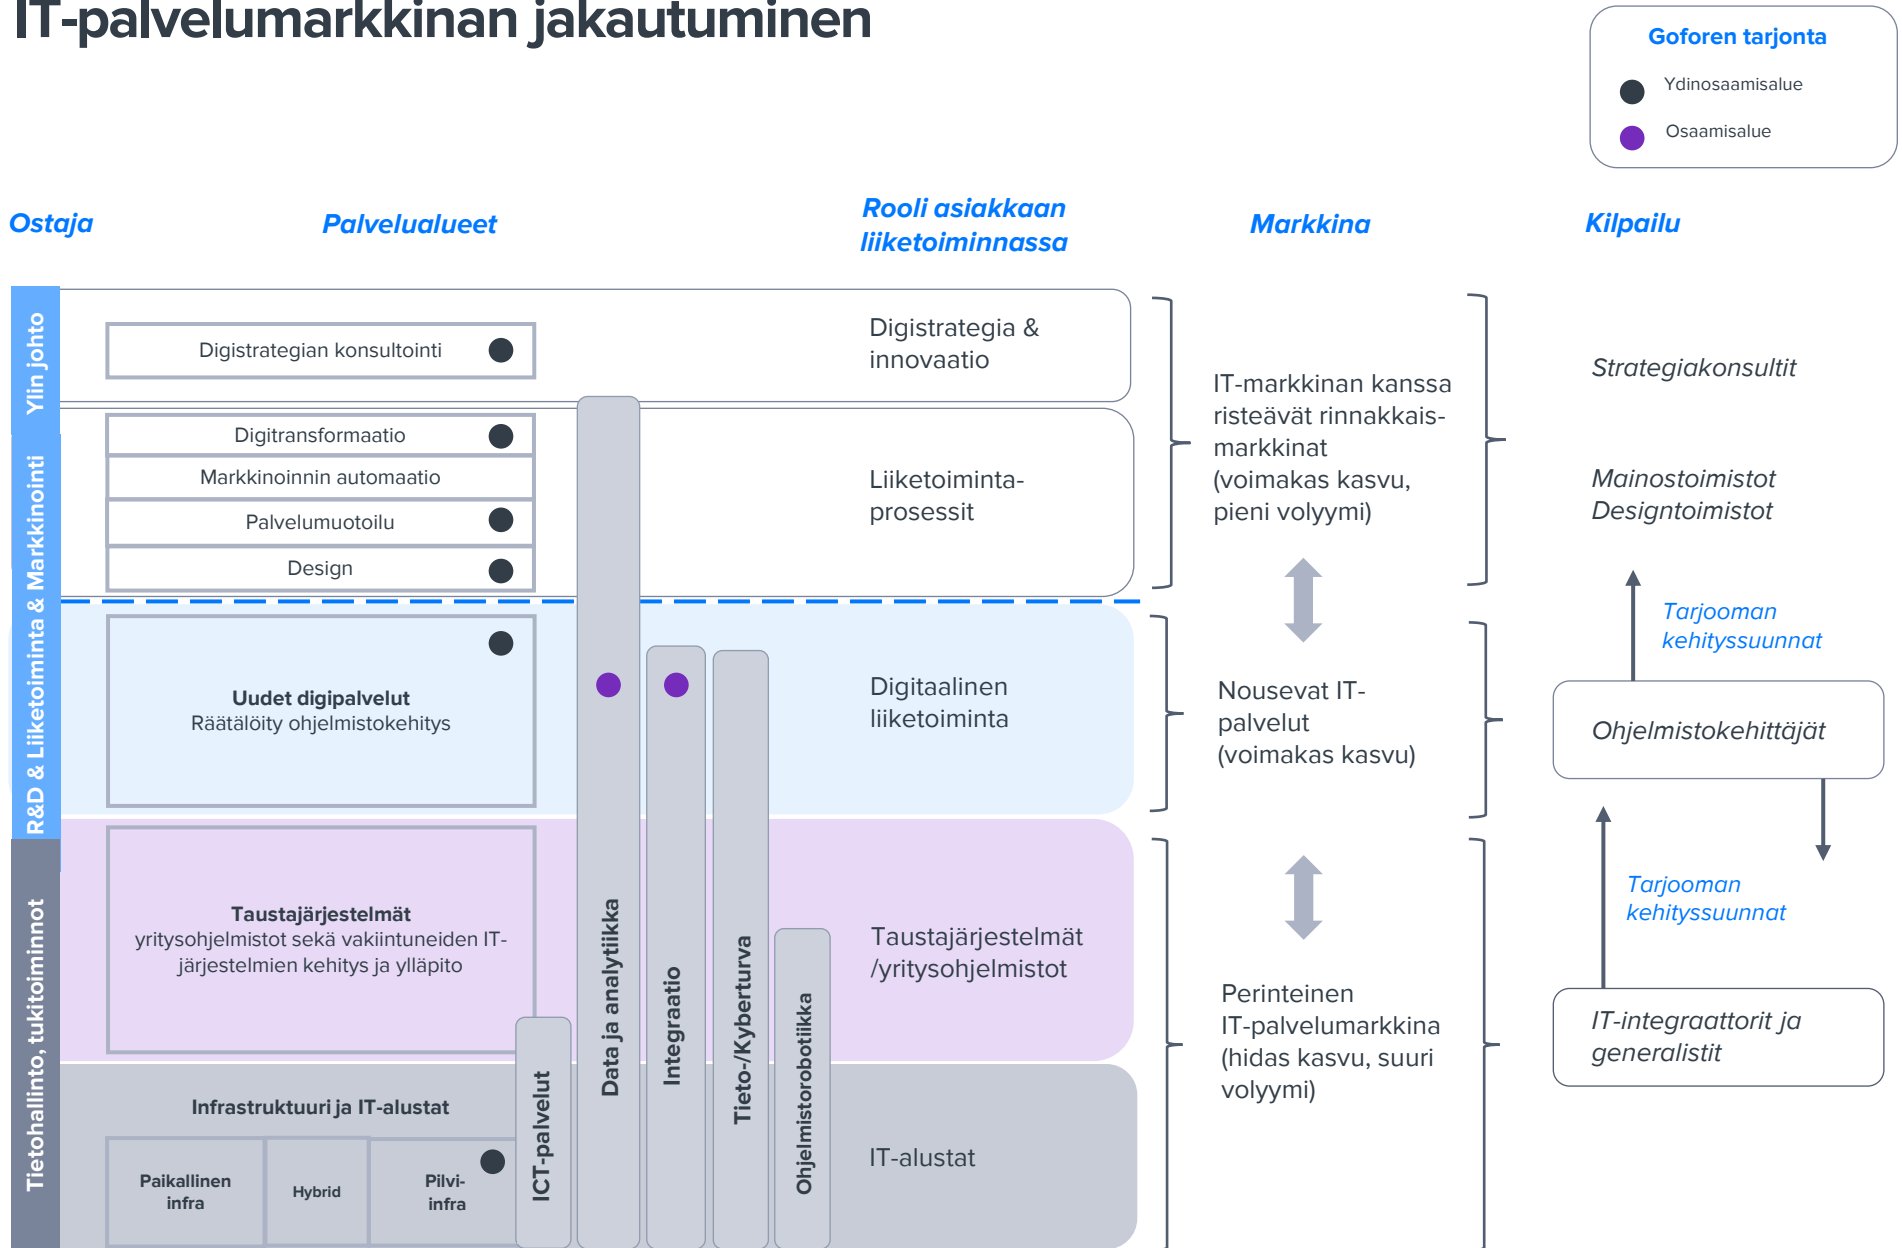 IT-palvelumarkkinan jakautuminen
Goforen tarjonta
Ydinosaamisalue
Osaamisalue
Ostaja
Palvelualueet
Rooli asiakkaan
liiketoiminnassa
Markkina
Kilpailu
Ylin johto
R&D & Liiketoiminta & Markkinointi
Tietohallinto, tukitoiminnot
Digistrategian konsultointi
Digitransformaatio
Markkinoinnin automaatio
Palvelumuotoilu
Design
Uudet digipalvelut
Räätälöity ohjelmistokehitys
Taustajärjestelmät
yritysohjelmistot sekä vakiintuneiden IT-
järjestelmien kehitys ja ylläpito
Infrastruktuuri ja IT-alustat
Paikallinen
infra
Hybrid
Pilvi-
infra
ICT-palvelut
Data ja analytiikka
Integraatio
Tieto-/Kyberturva
Ohjelmistorobotiikka
Digistrategia &
innovaatio
Liiketoiminta-
prosessit
Digitaalinen
liiketoiminta
Taustajärjestelmät
/yritysohjelmistot
IT-alustat
IT-markkinan kanssa
risteävät rinnakkais-
markkinat
(voimakas kasvu,
pieni volyymi)
Nousevat IT-
palvelut
(voimakas kasvu)
Perinteinen
IT-palvelumarkkina
(hidas kasvu, suuri
volyymi)
Strategiakonsultit
Mainostoimistot
Designtoimistot
Tarjooman
kehityssuunnat
Ohjelmistokehittäjät
Tarjooman
kehityssuunnat
IT-integraattorit ja
generalistit